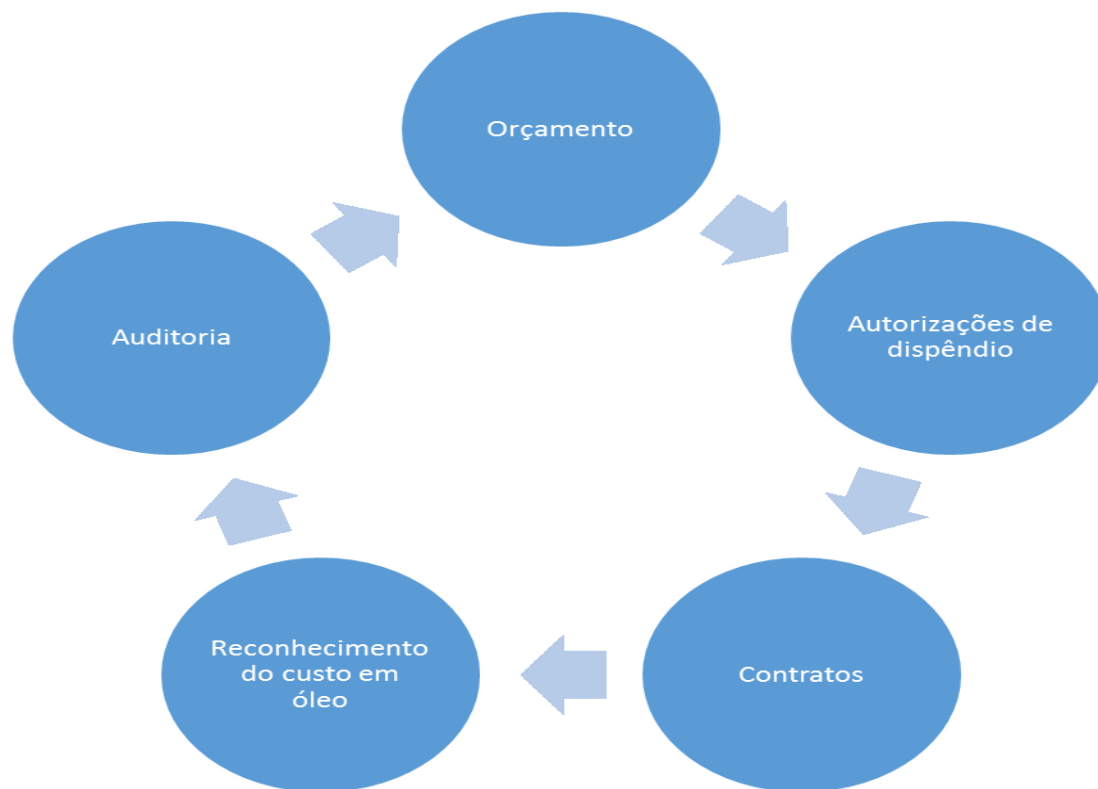 Orçamento
Autorizações de
dispêndio
Contratos
Reconhecimento
do custo em
óleo
Auditoria